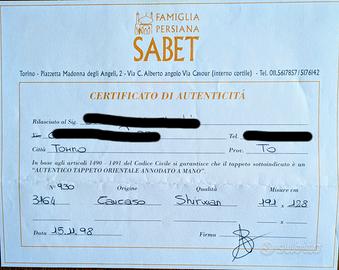 FAMIGLIA
PERSIANA
SABET
Torino - Piazzetta Madonna degli Angeli, 2 - Via C. Alberto angolo Via Cavour (interno cortile) - Tel. 011.5617857 / 5176142
CERTIFICATO DI AUTENTICITÀ
Rilasciato al Sig.
Tel.
Città Torino Prov. To
In base agli articoli 1490 - 1491 del Codice Civile si garantisce che il tappeto sottoindicato è un
"AUTENTICO TAPPETO ORIENTALE ANNODATO A MANO".
N° 930 Origine Qualità Misure cm
3164 Caucaso Shirwan 191 x 128
Data 15.11.98 Firma